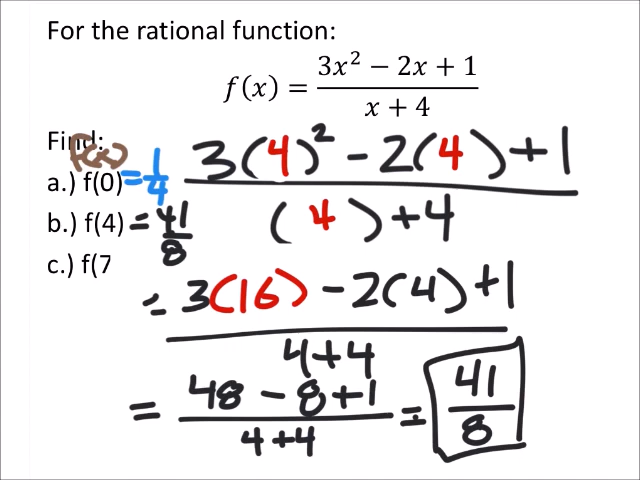 For the rational function:
f(x) = 3x² − 2x + 1 / x + 4
Find:
f(x)
a.) f(0) = 1/4
b.) f(4) = 41/8
c.) f(7
3(4)² - 2(4) + 1 / (4) + 4
= 3(16) - 2(4) + 1 / 4 + 4
= 48 - 8 + 1 / 4 + 4 = 41/8